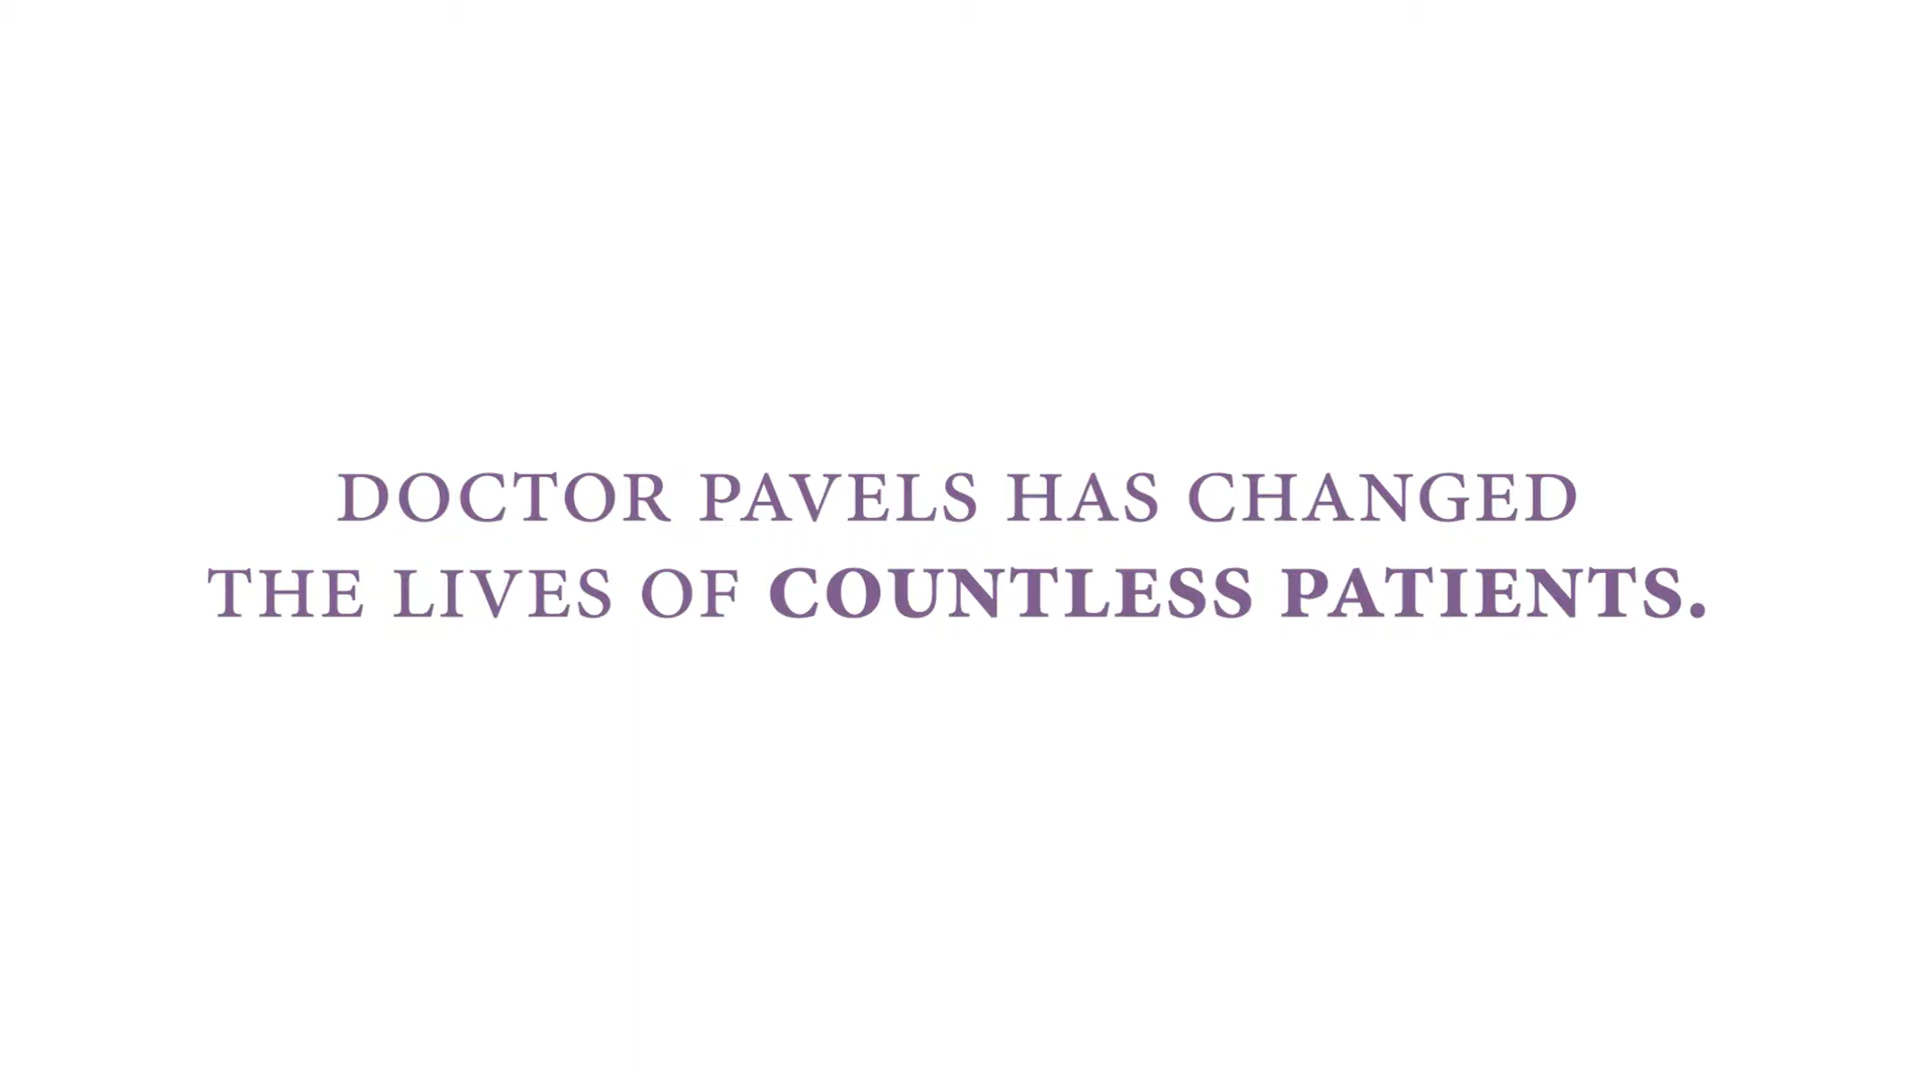 DOCTOR PAVELS HAS CHANGED
THE LIVES OF COUNTLESS PATIENTS.